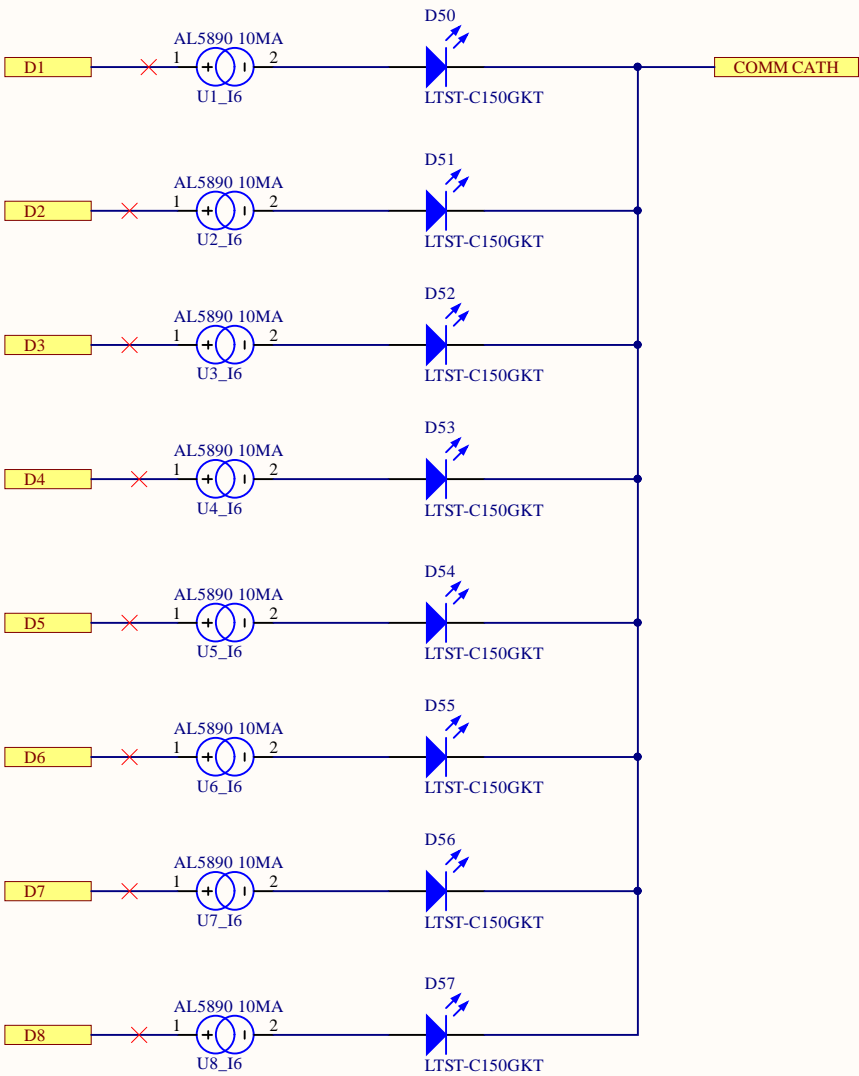 D50
AL5890 10MA
D1 1 + 2 COMM CATH
U1_I6 LTST-C150GKT
D51
AL5890 10MA
D2 1 + 2
U2_I6 LTST-C150GKT
D52
AL5890 10MA
D3 1 + 2
U3_I6 LTST-C150GKT
D53
AL5890 10MA
D4 1 + 2
U4_I6 LTST-C150GKT
D54
AL5890 10MA
D5 1 + 2
U5_I6 LTST-C150GKT
D55
AL5890 10MA
D6 1 + 2
U6_I6 LTST-C150GKT
D56
AL5890 10MA
D7 1 + 2
U7_I6 LTST-C150GKT
D57
AL5890 10MA
D8 1 + 2
U8_I6 LTST-C150GKT